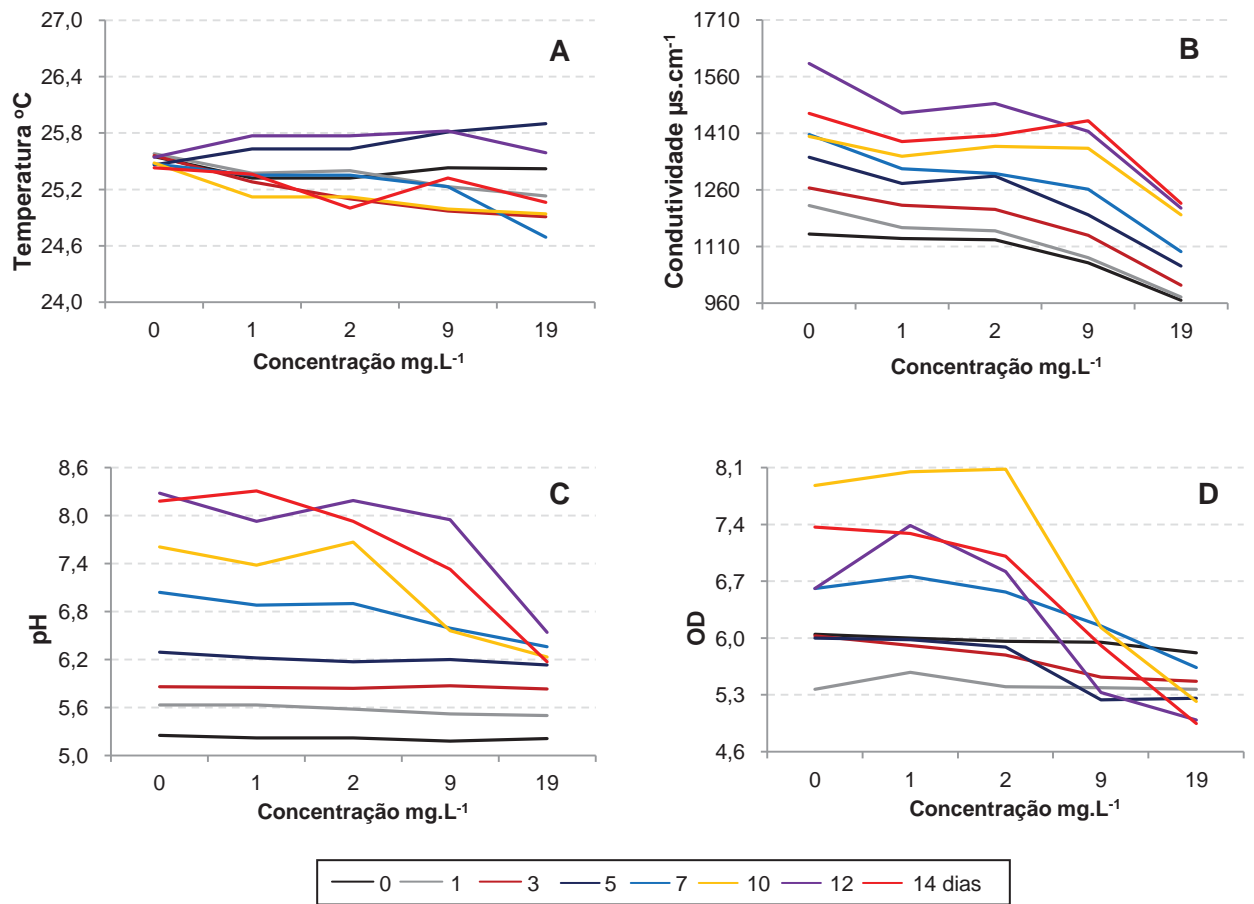 A
Temperatura ºC
27,0
26,4
25,8
25,2
24,6
24,0
0 1 2 9 19
Concentração mg.L⁻¹
B
Condutividade µs.cm⁻¹
1710
1560
1410
1260
1110
960
0 1 2 9 19
Concentração mg.L⁻¹
C
pH
8,6
8,0
7,4
6,8
6,2
5,6
5,0
0 1 2 9 19
Concentração mg.L⁻¹
D
OD
8,1
7,4
6,7
6,0
5,3
4,6
0 1 2 9 19
Concentração mg.L⁻¹
0 1 3 5 7 10 12 14 dias